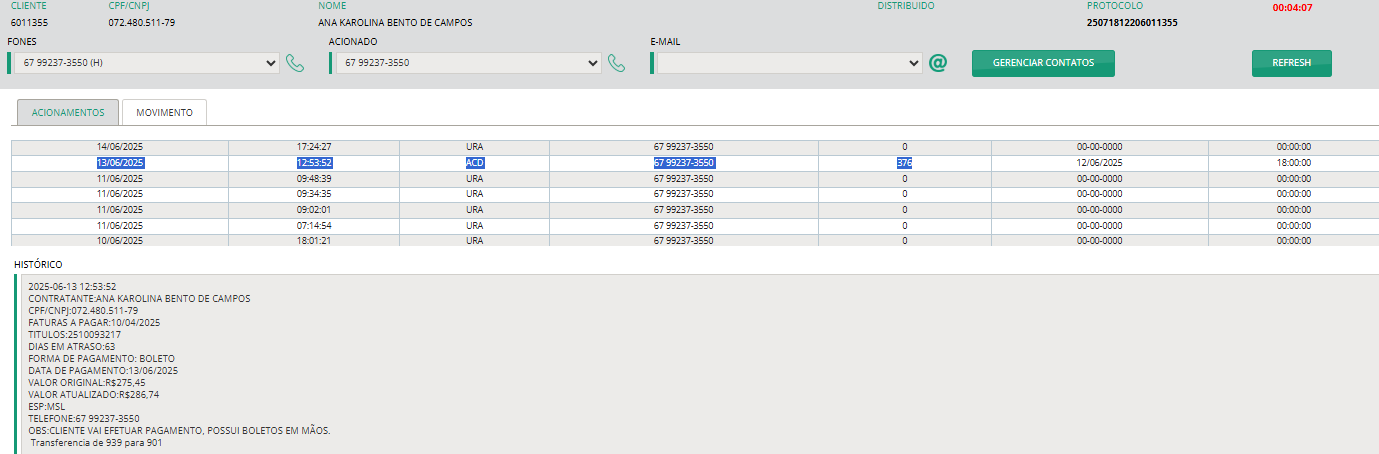 CLIENTE CPF/CNPJ NOME DISTRIBUIDO PROTOCOLO 00:04:07
6011355 072.480.511-79 ANA KAROLINA BENTO DE CAMPOS 25071812206011355
FONES ACIONADO E-MAIL
67 99237-3550 (H) 67 99237-3550 @ GERENCIAR CONTATOS REFRESH
ACIONAMENTOS MOVIMENTO
14/06/2025 17:24:27 URA 67 99237-3550 0 00-00-0000 00:00:00
13/06/2025 12:53:52 ACD 67 99237-3550 376 12/06/2025 18:00:00
11/06/2025 09:48:39 URA 67 99237-3550 0 00-00-0000 00:00:00
11/06/2025 09:34:35 URA 67 99237-3550 0 00-00-0000 00:00:00
11/06/2025 09:02:01 URA 67 99237-3550 0 00-00-0000 00:00:00
11/06/2025 07:14:54 URA 67 99237-3550 0 00-00-0000 00:00:00
10/06/2025 18:01:21 URA 67 99237-3550 0 00-00-0000 00:00:00
HISTÓRICO
2025-06-13 12:53:52
CONTRATANTE:ANA KAROLINA BENTO DE CAMPOS
CPF/CNPJ:072.480.511-79
FATURAS A PAGAR:10/04/2025
TITULOS:2510093217
DIAS EM ATRASO:63
FORMA DE PAGAMENTO: BOLETO
DATA DE PAGAMENTO:13/06/2025
VALOR ORIGINAL:R$275,45
VALOR ATUALIZADO:R$286,74
ESP:MSL
TELEFONE:67 99237-3550
OBS:CLIENTE VAI EFETUAR PAGAMENTO, POSSUI BOLETOS EM MÃOS.
Transferencia de 939 para 901